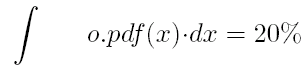 ∫ o.pdf(x)·dx = 20%